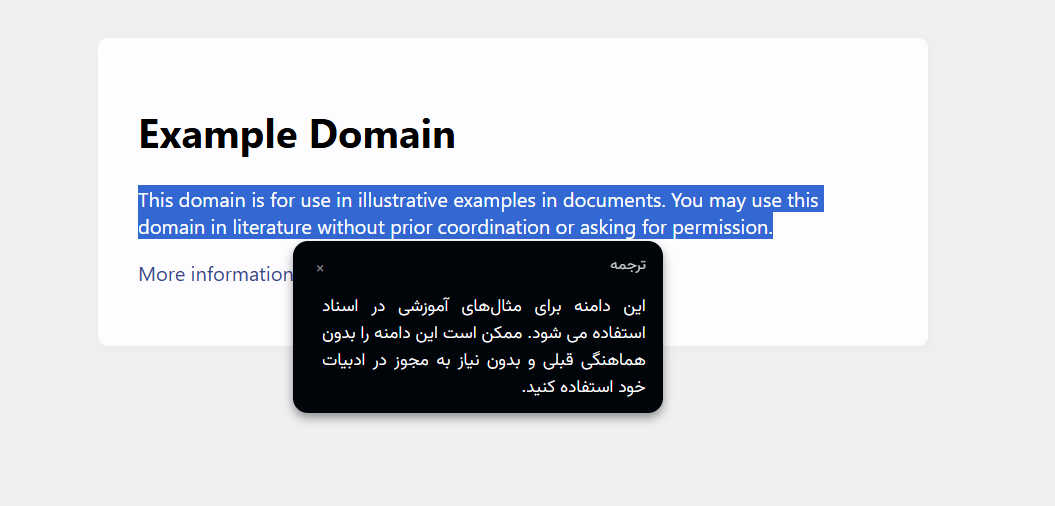 Example Domain
This domain is for use in illustrative examples in documents. You may use this
domain in literature without prior coordination or asking for permission.
More information
ترجمه
×
این دامنه برای مثال‌های آموزشی در اسناد
استفاده می شود. ممکن است این دامنه را بدون
هماهنگی قبلی و بدون نیاز به مجوز در ادبیات
خود استفاده کنید.